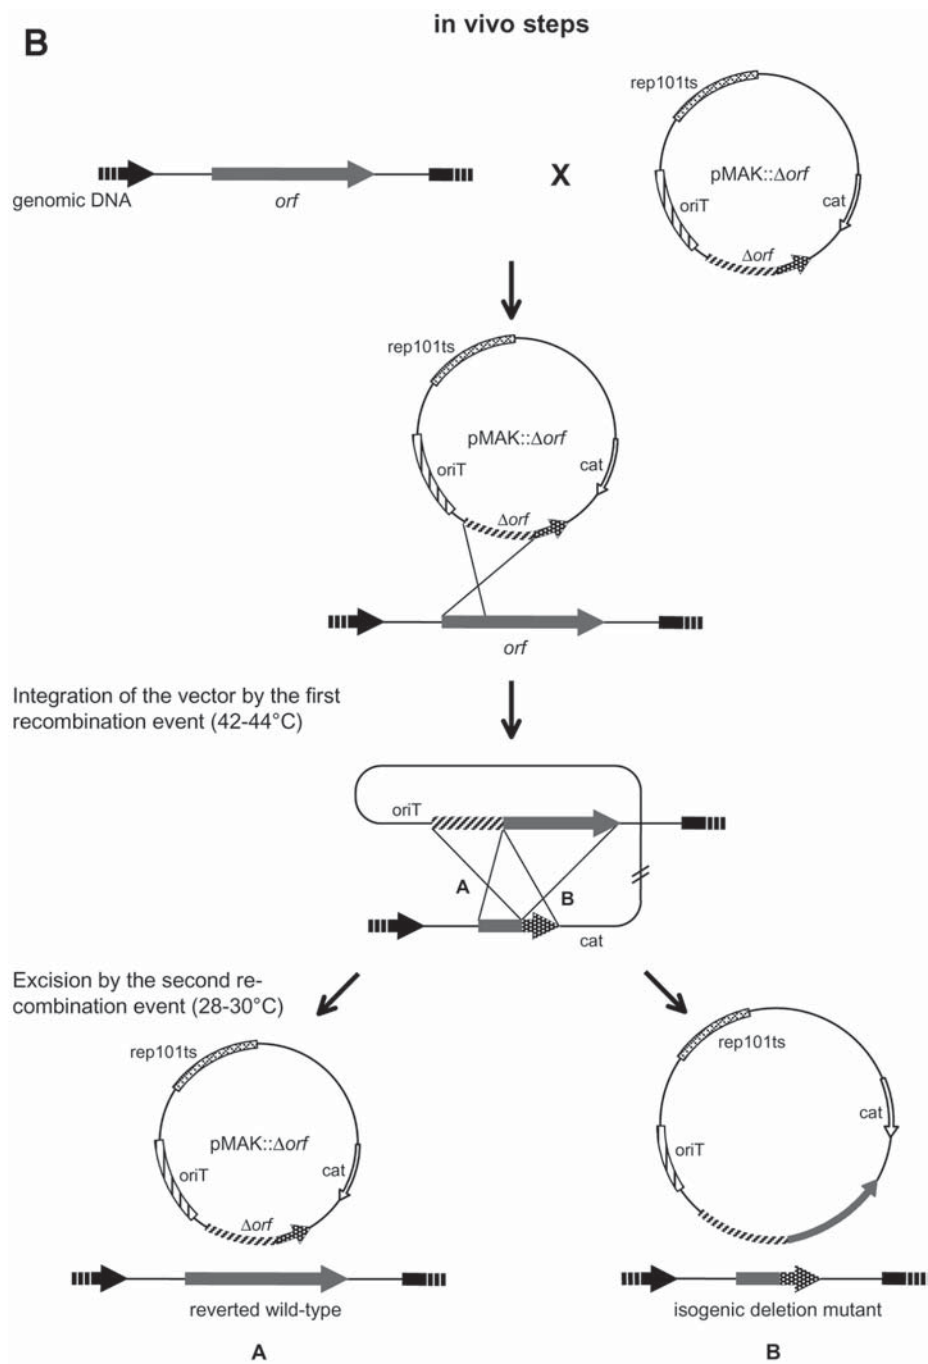 in vivo steps
B
rep101ts
pMAK::Δorf
oriT
cat
Δorf
genomic DNA
orf
X
rep101ts
pMAK::Δorf
oriT
cat
Δorf
orf
Integration of the vector by the first
recombination event (42-44°C)
oriT
A
B
cat
Excision by the second re-
combination event (28-30°C)
rep101ts
pMAK::Δorf
oriT
cat
Δorf
reverted wild-type
A
rep101ts
cat
oriT
isogenic deletion mutant
B